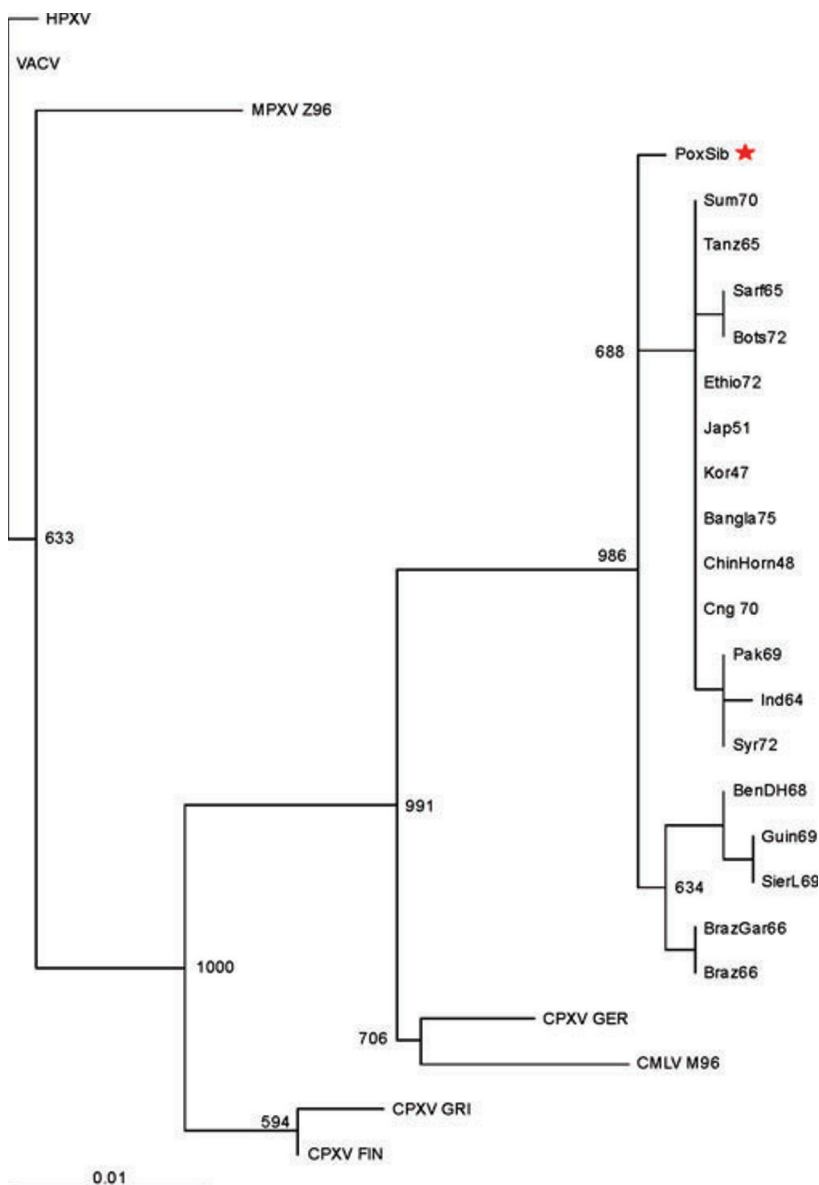 HPXV
VACV
MPXV Z96
PoxSib
Sum70
Tanz65
Sarf65
Bots72
688
Ethio72
Jap51
Kor47
Bangla75
633
986
ChinHorn48
Cng 70
Pak69
Ind64
Syr72
BenDH68
991
Guin69
634
SierL69
BrazGar66
1000
Braz66
CPXV GER
706
CMLV M96
CPXV GRI
594
CPXV FIN
0.01